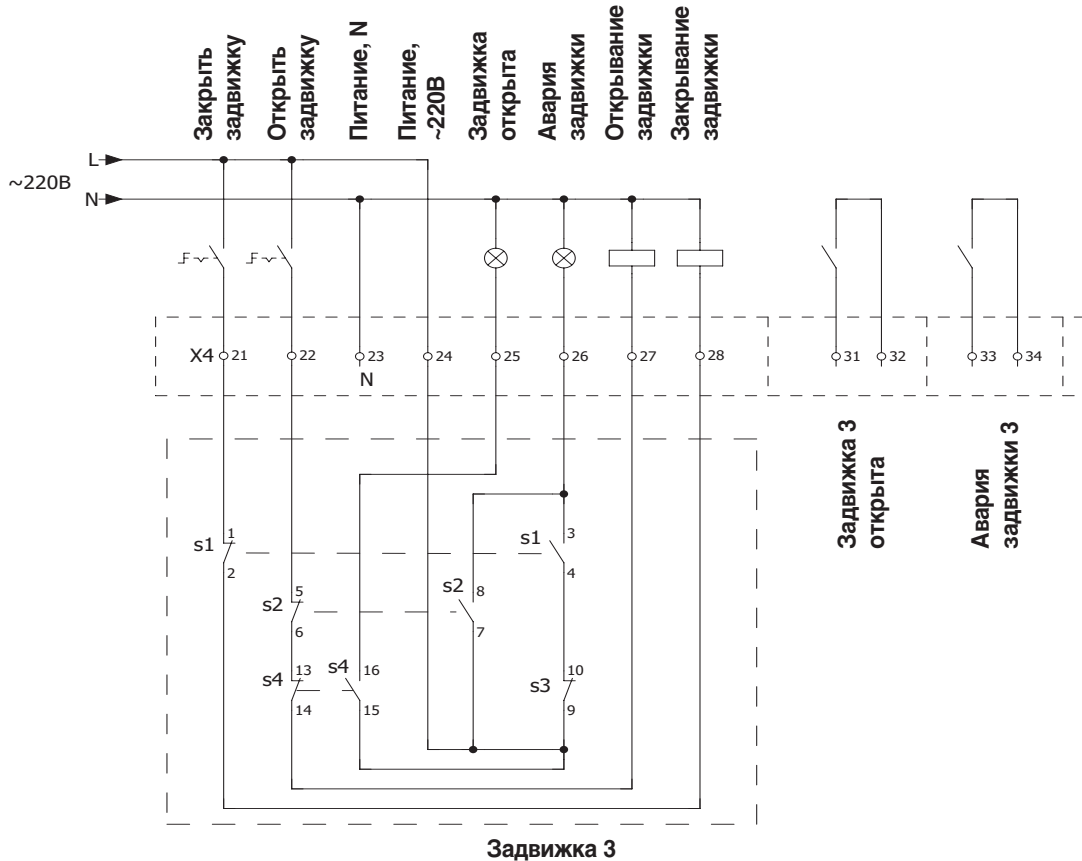 Закрыть
задвижку
Открыть
задвижку
Питание, N
Питание,
~220В
Задвижка
открыта
Авария
задвижки
Открывание
задвижки
Закрывание
задвижки
L
~220В
N
X4 21 22 23 24 25 26 27 28 31 32 33 34
N
Задвижка 3
открыта
Авария
задвижки 3
1
s1
2
3
s1
4
5
s2
6
8
s2
7
13
s4
14
16
s4
15
10
s3
9
Задвижка 3